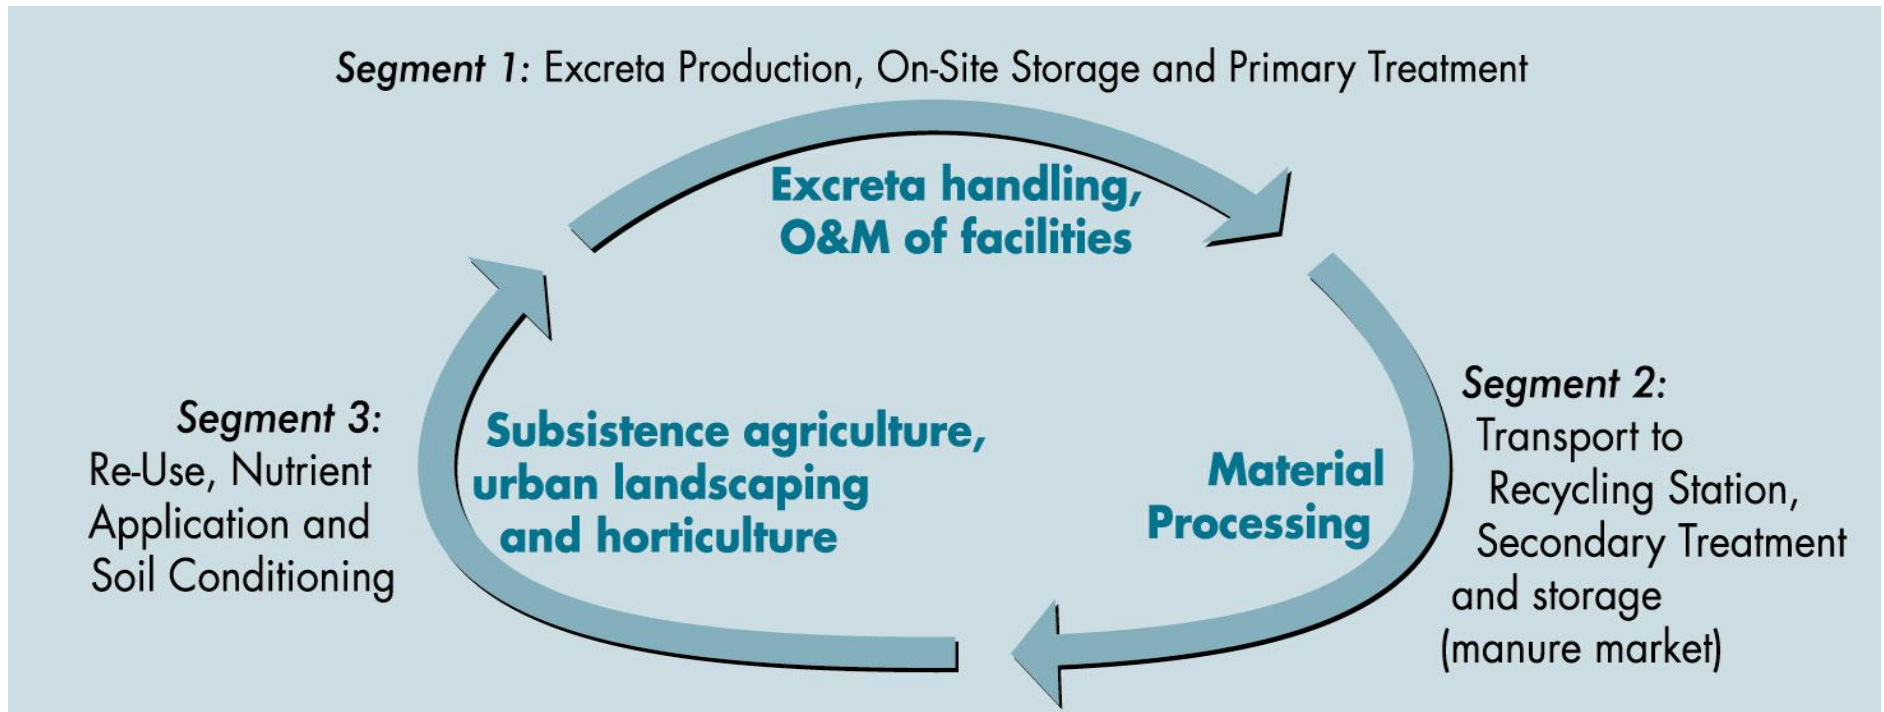 Segment 1: Excreta Production, On-Site Storage and Primary Treatment
Excreta handling,
O&M of facilities
Segment 2:
Transport to
Recycling Station,
Secondary Treatment
and storage
(manure market)
Material
Processing
Segment 3:
Re-Use, Nutrient
Application and
Soil Conditioning
Subsistence agriculture,
urban landscaping
and horticulture